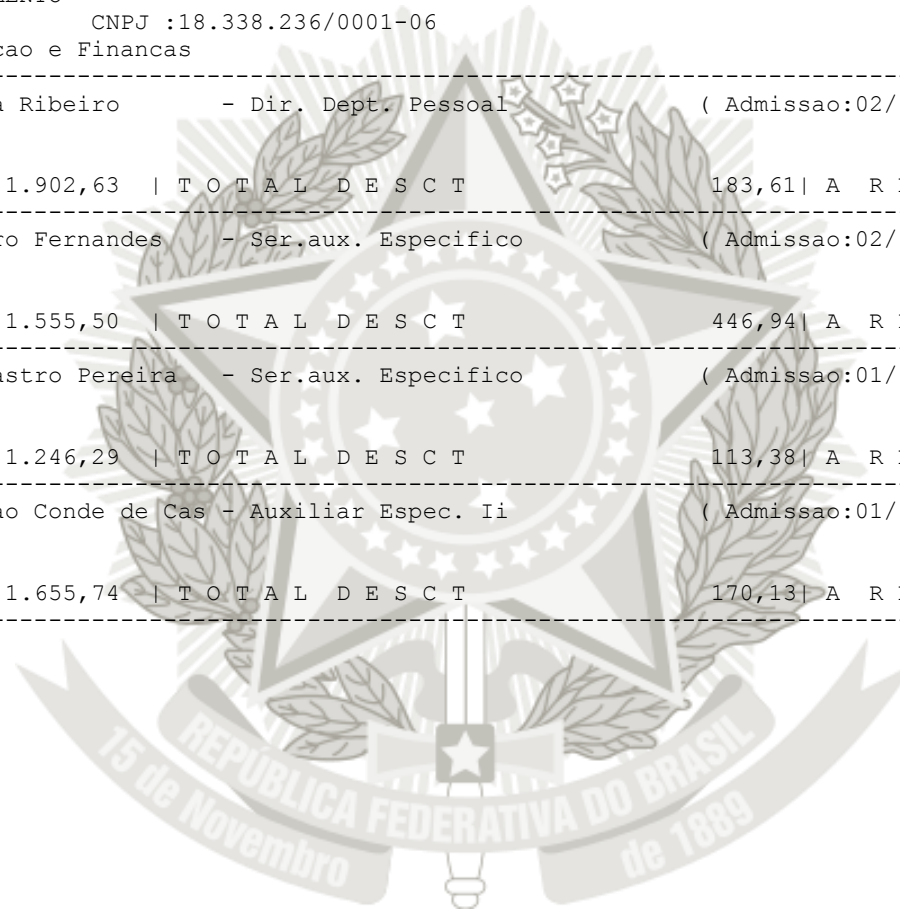 CNPJ :18.338.236/0001-06
cao e Financas
a Ribeiro - Dir. Dept. Pessoal ( Admissao:02/
1.902,63 | T O T A L D E S C T 183,61| A R
ro Fernandes - Ser.aux. Especifico ( Admissao:02/
1.555,50 | T O T A L D E S C T 446,94| A R
astro Pereira - Ser.aux. Especifico ( Admissao:01/
1.246,29 | T O T A L D E S C T 113,38| A R
ao Conde de Cas - Auxiliar Espec. Ii ( Admissao:01/
1.655,74 | T O T A L D E S C T 170,13| A R
REPÚBLICA FEDERATIVA DO BRASIL
15 de Novembro de 1889